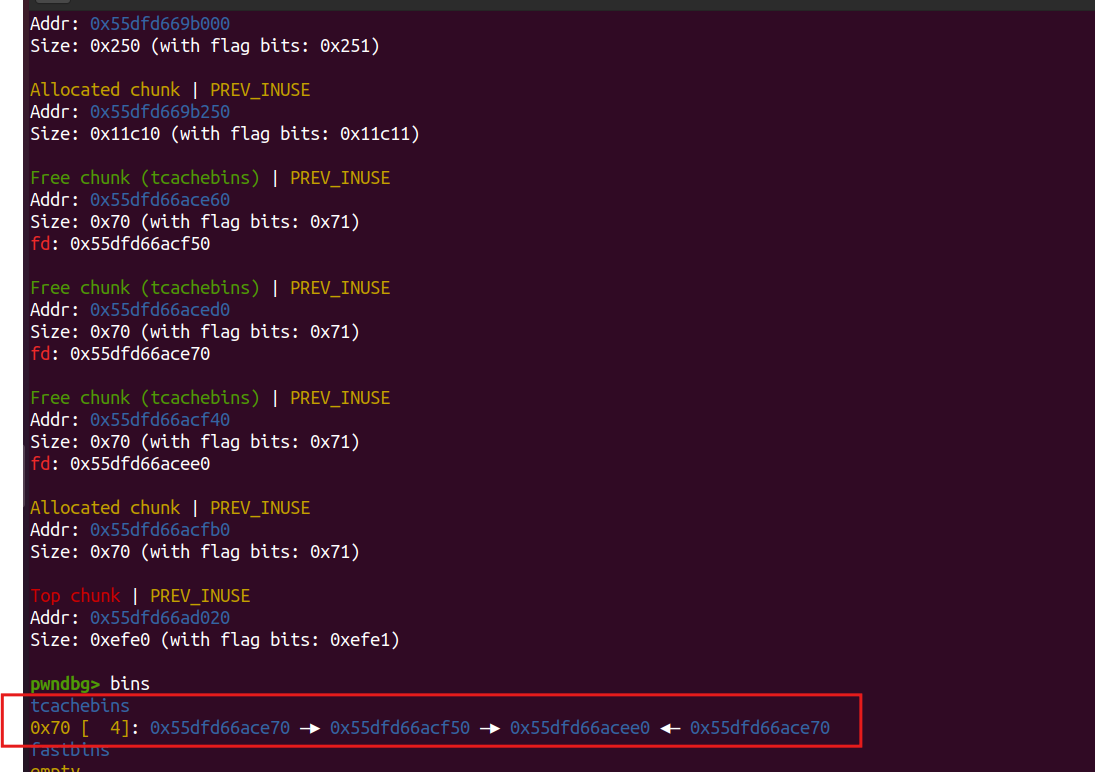 Addr: 0x55dfd669b000
Size: 0x250 (with flag bits: 0x251)
Allocated chunk | PREV_INUSE
Addr: 0x55dfd669b250
Size: 0x11c10 (with flag bits: 0x11c11)
Free chunk (tcachebins) | PREV_INUSE
Addr: 0x55dfd66ace60
Size: 0x70 (with flag bits: 0x71)
fd: 0x55dfd66acf50
Free chunk (tcachebins) | PREV_INUSE
Addr: 0x55dfd66aced0
Size: 0x70 (with flag bits: 0x71)
fd: 0x55dfd66ace70
Free chunk (tcachebins) | PREV_INUSE
Addr: 0x55dfd66acf40
Size: 0x70 (with flag bits: 0x71)
fd: 0x55dfd66acee0
Allocated chunk | PREV_INUSE
Addr: 0x55dfd66acfb0
Size: 0x70 (with flag bits: 0x71)
Top chunk | PREV_INUSE
Addr: 0x55dfd66ad020
Size: 0xefe0 (with flag bits: 0xefe1)
pwndbg> bins
tcachebins
0x70 [  4]: 0x55dfd66ace70 —▸ 0x55dfd66acf50 —▸ 0x55dfd66acee0 ◂— 0x55dfd66ace70
fastbins
empty